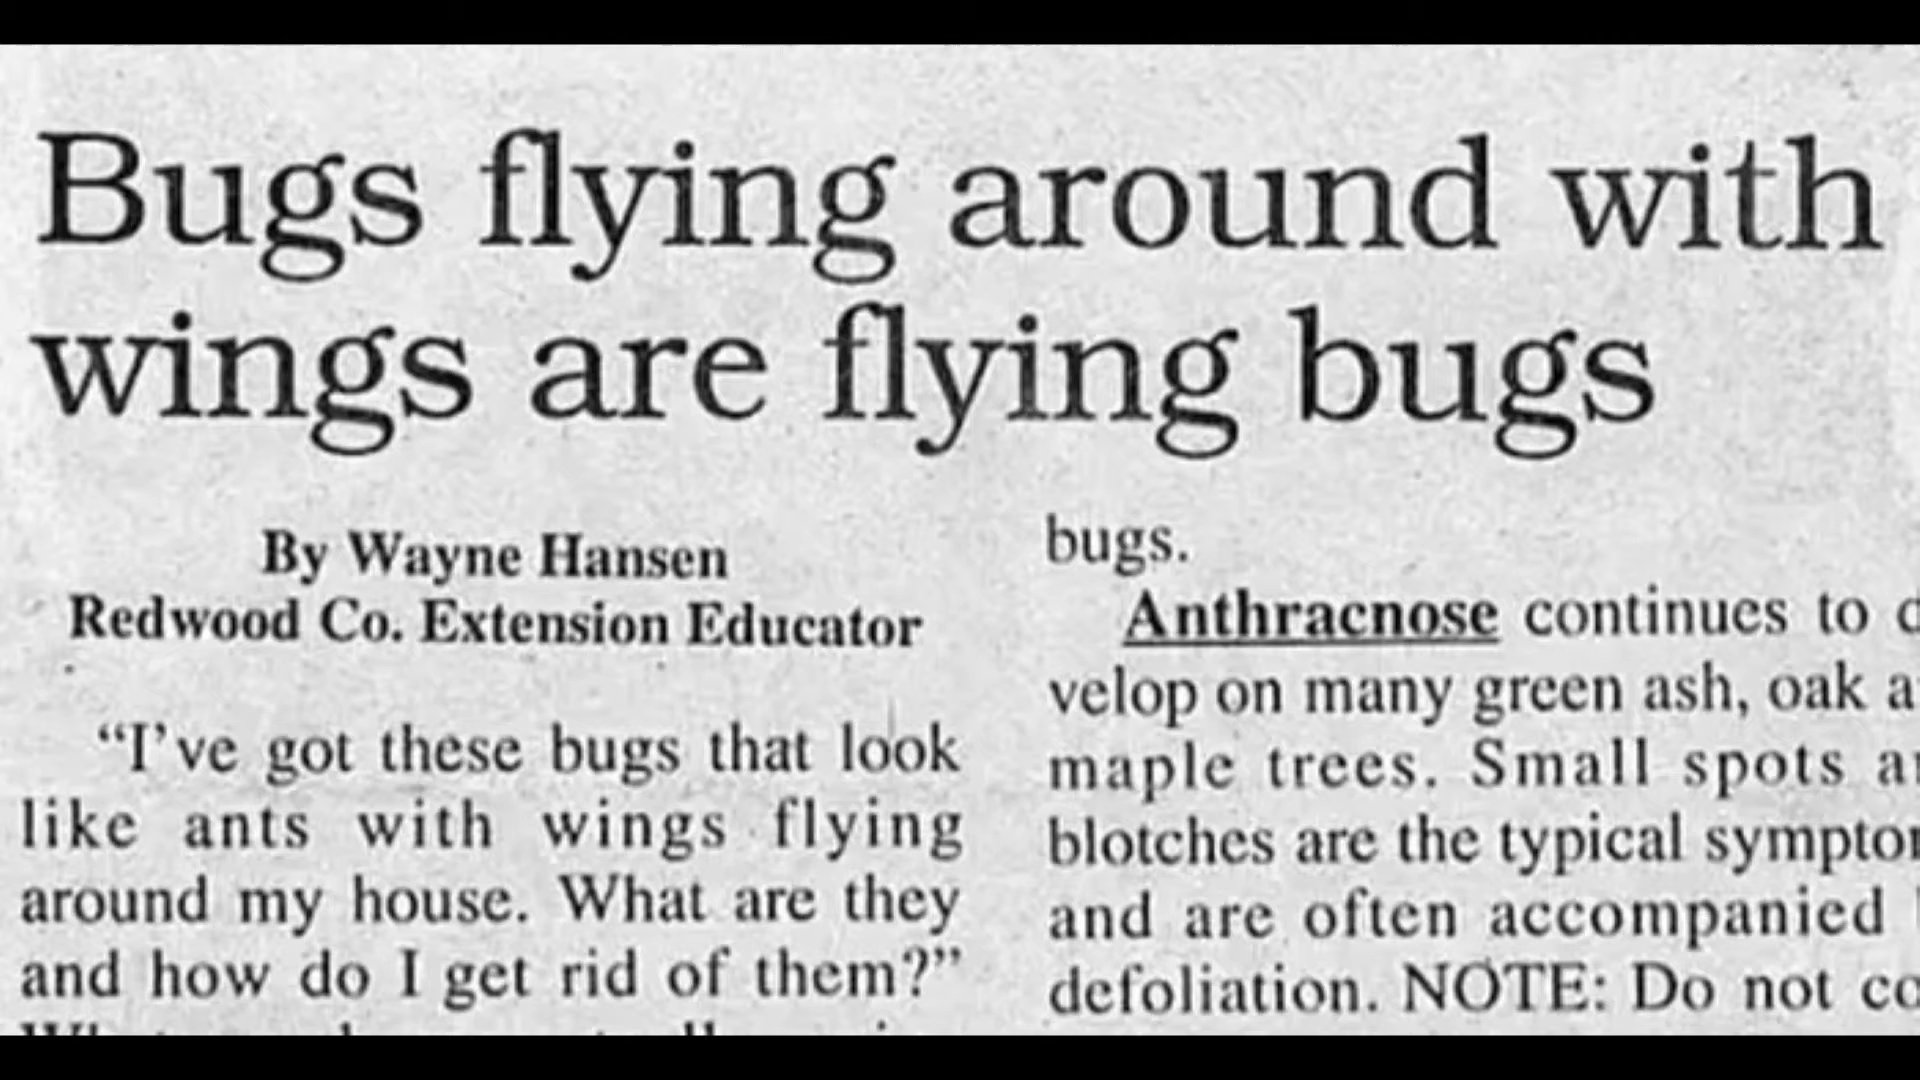 Bugs flying around with
wings are flying bugs
By Wayne Hansen
Redwood Co. Extension Educator
"I've got these bugs that look
like ants with wings flying
around my house. What are they
and how do I get rid of them?"
bugs.
Anthracnose continues to
velop on many green ash, oak
maple trees. Small spots
blotches are the typical
and are often accompanied
defoliation. NOTE: Do not